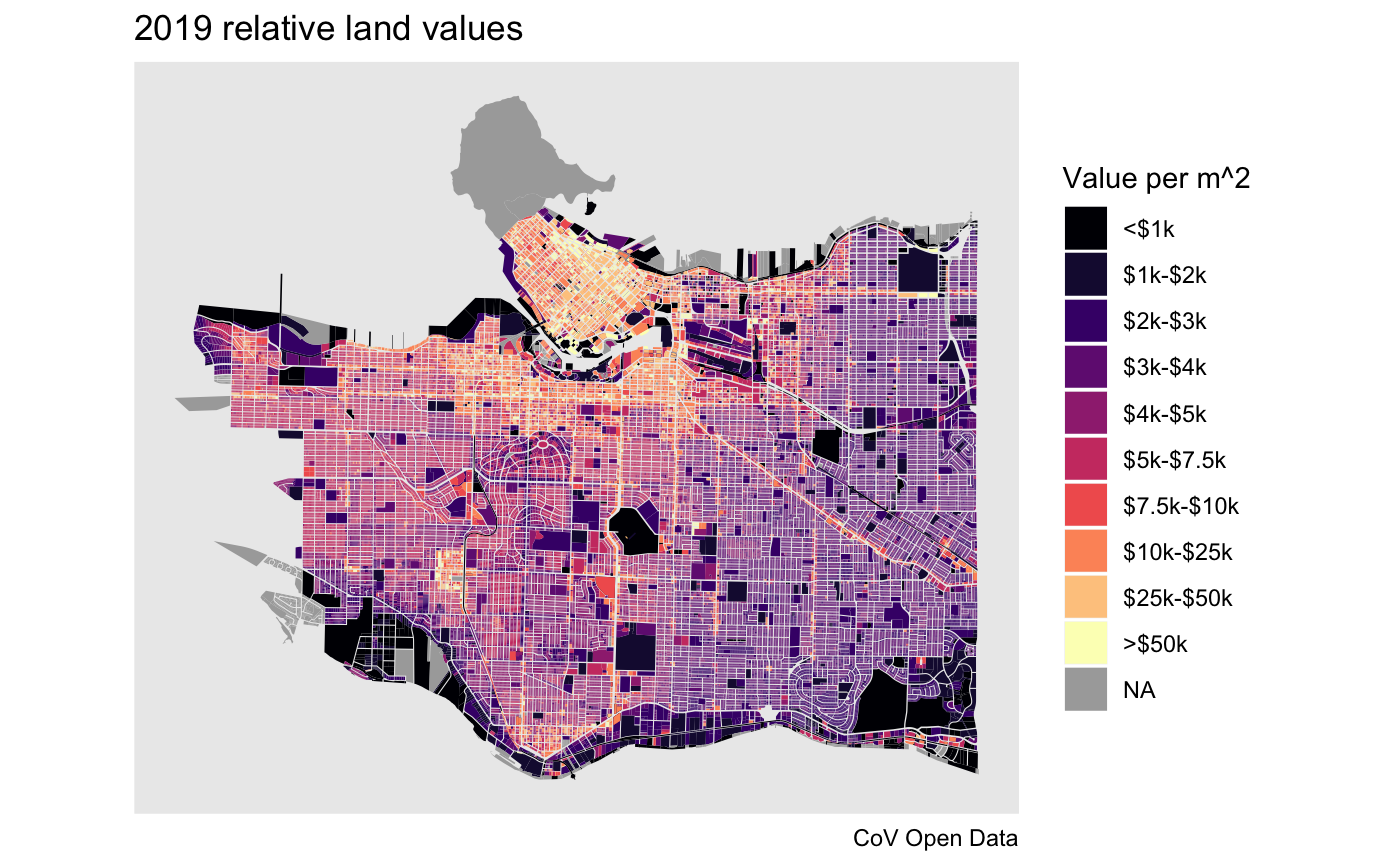 2019 relative land values
Value per m^2
<$1k
$1k-$2k
$2k-$3k
$3k-$4k
$4k-$5k
$5k-$7.5k
$7.5k-$10k
$10k-$25k
$25k-$50k
>$50k
NA
CoV Open Data